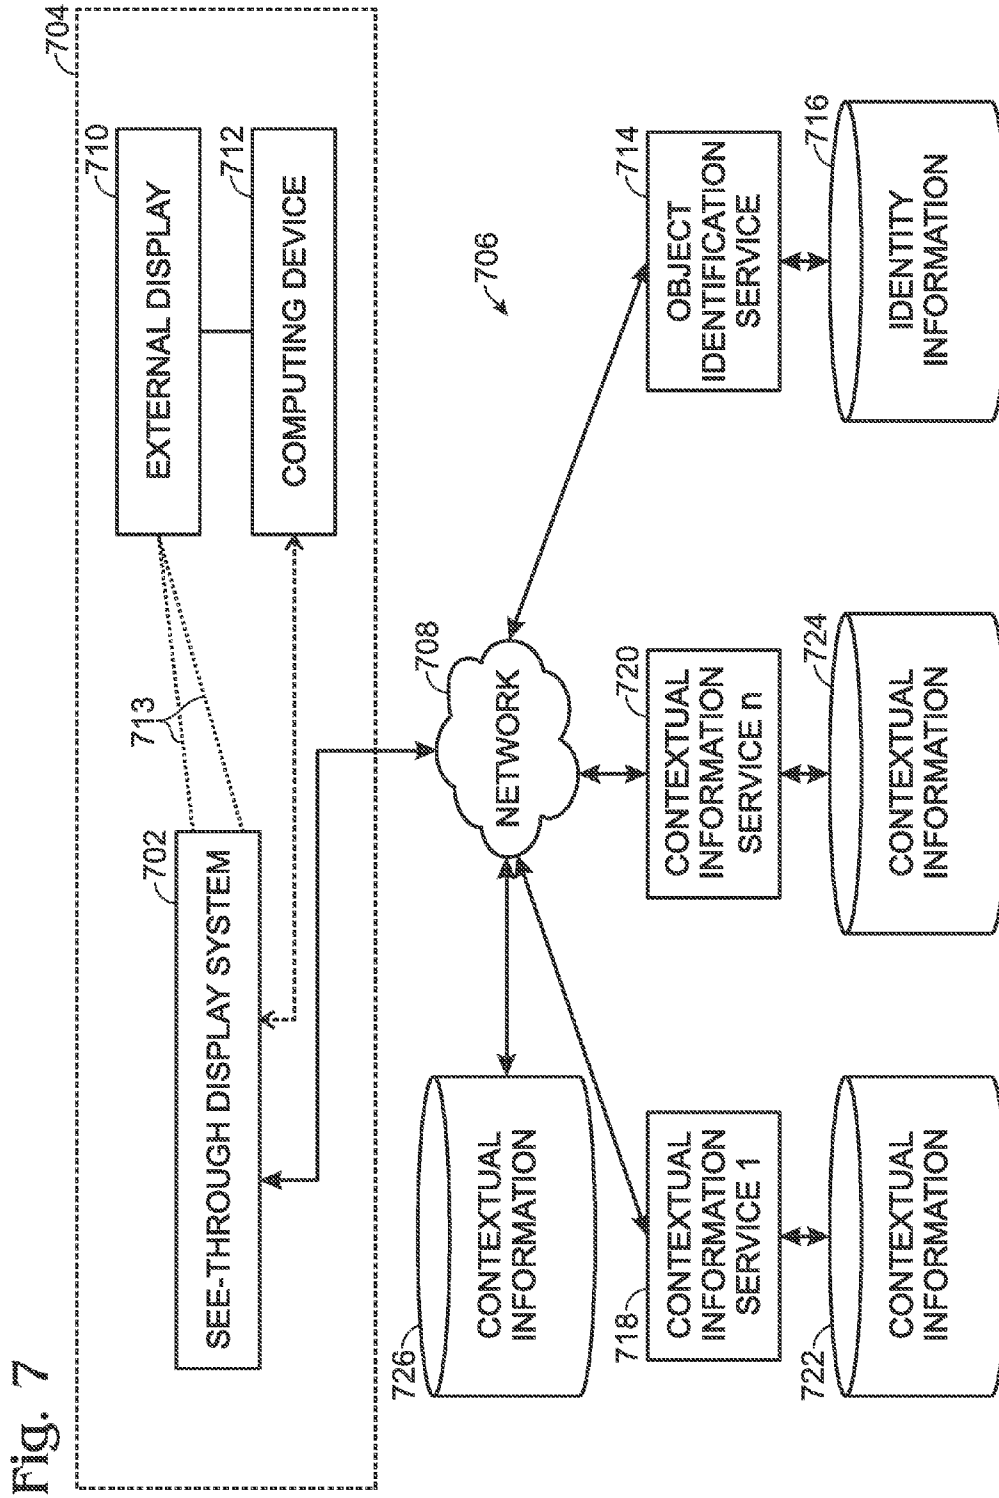 Fig. 7
704
702
SEE-THROUGH DISPLAY SYSTEM
713
710
EXTERNAL DISPLAY
712
COMPUTING DEVICE
706
726
CONTEXTUAL
INFORMATION
708
NETWORK
718
CONTEXTUAL
INFORMATION
SERVICE 1
720
CONTEXTUAL
INFORMATION
SERVICE n
714
OBJECT
IDENTIFICATION
SERVICE
722
CONTEXTUAL
INFORMATION
724
CONTEXTUAL
INFORMATION
716
IDENTITY
INFORMATION